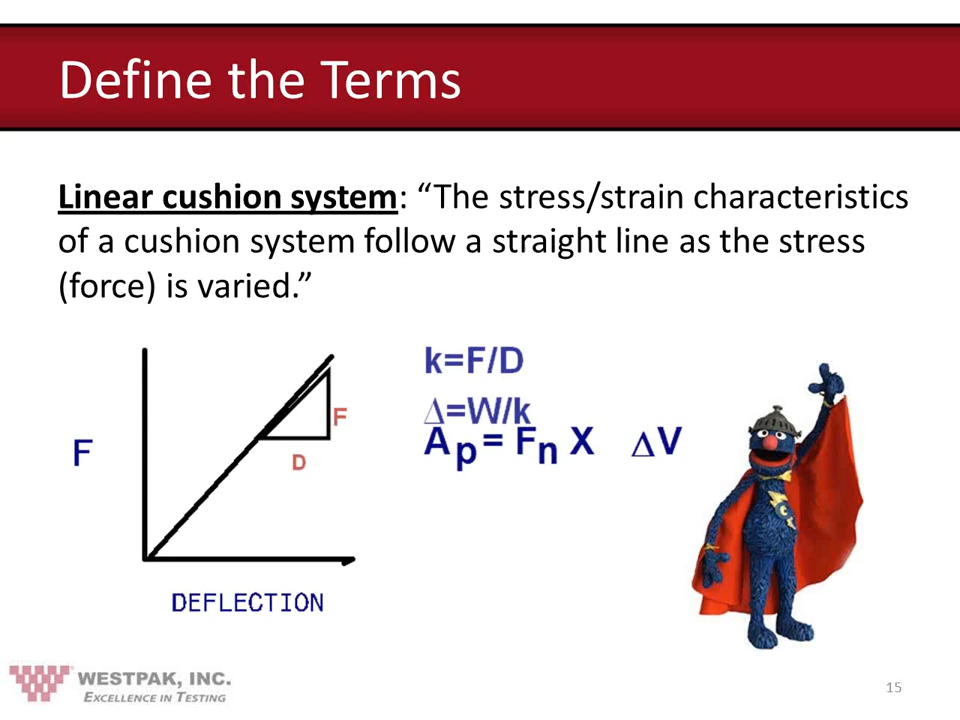 Define the Terms
Linear cushion system: “The stress/strain characteristics
of a cushion system follow a straight line as the stress
(force) is varied.”
k=F/D
Δ=W/k
Ap = Fn X ΔV
F
F
D
DEFLECTION
WESTPAK, INC.
EXCELLENCE IN TESTING
15